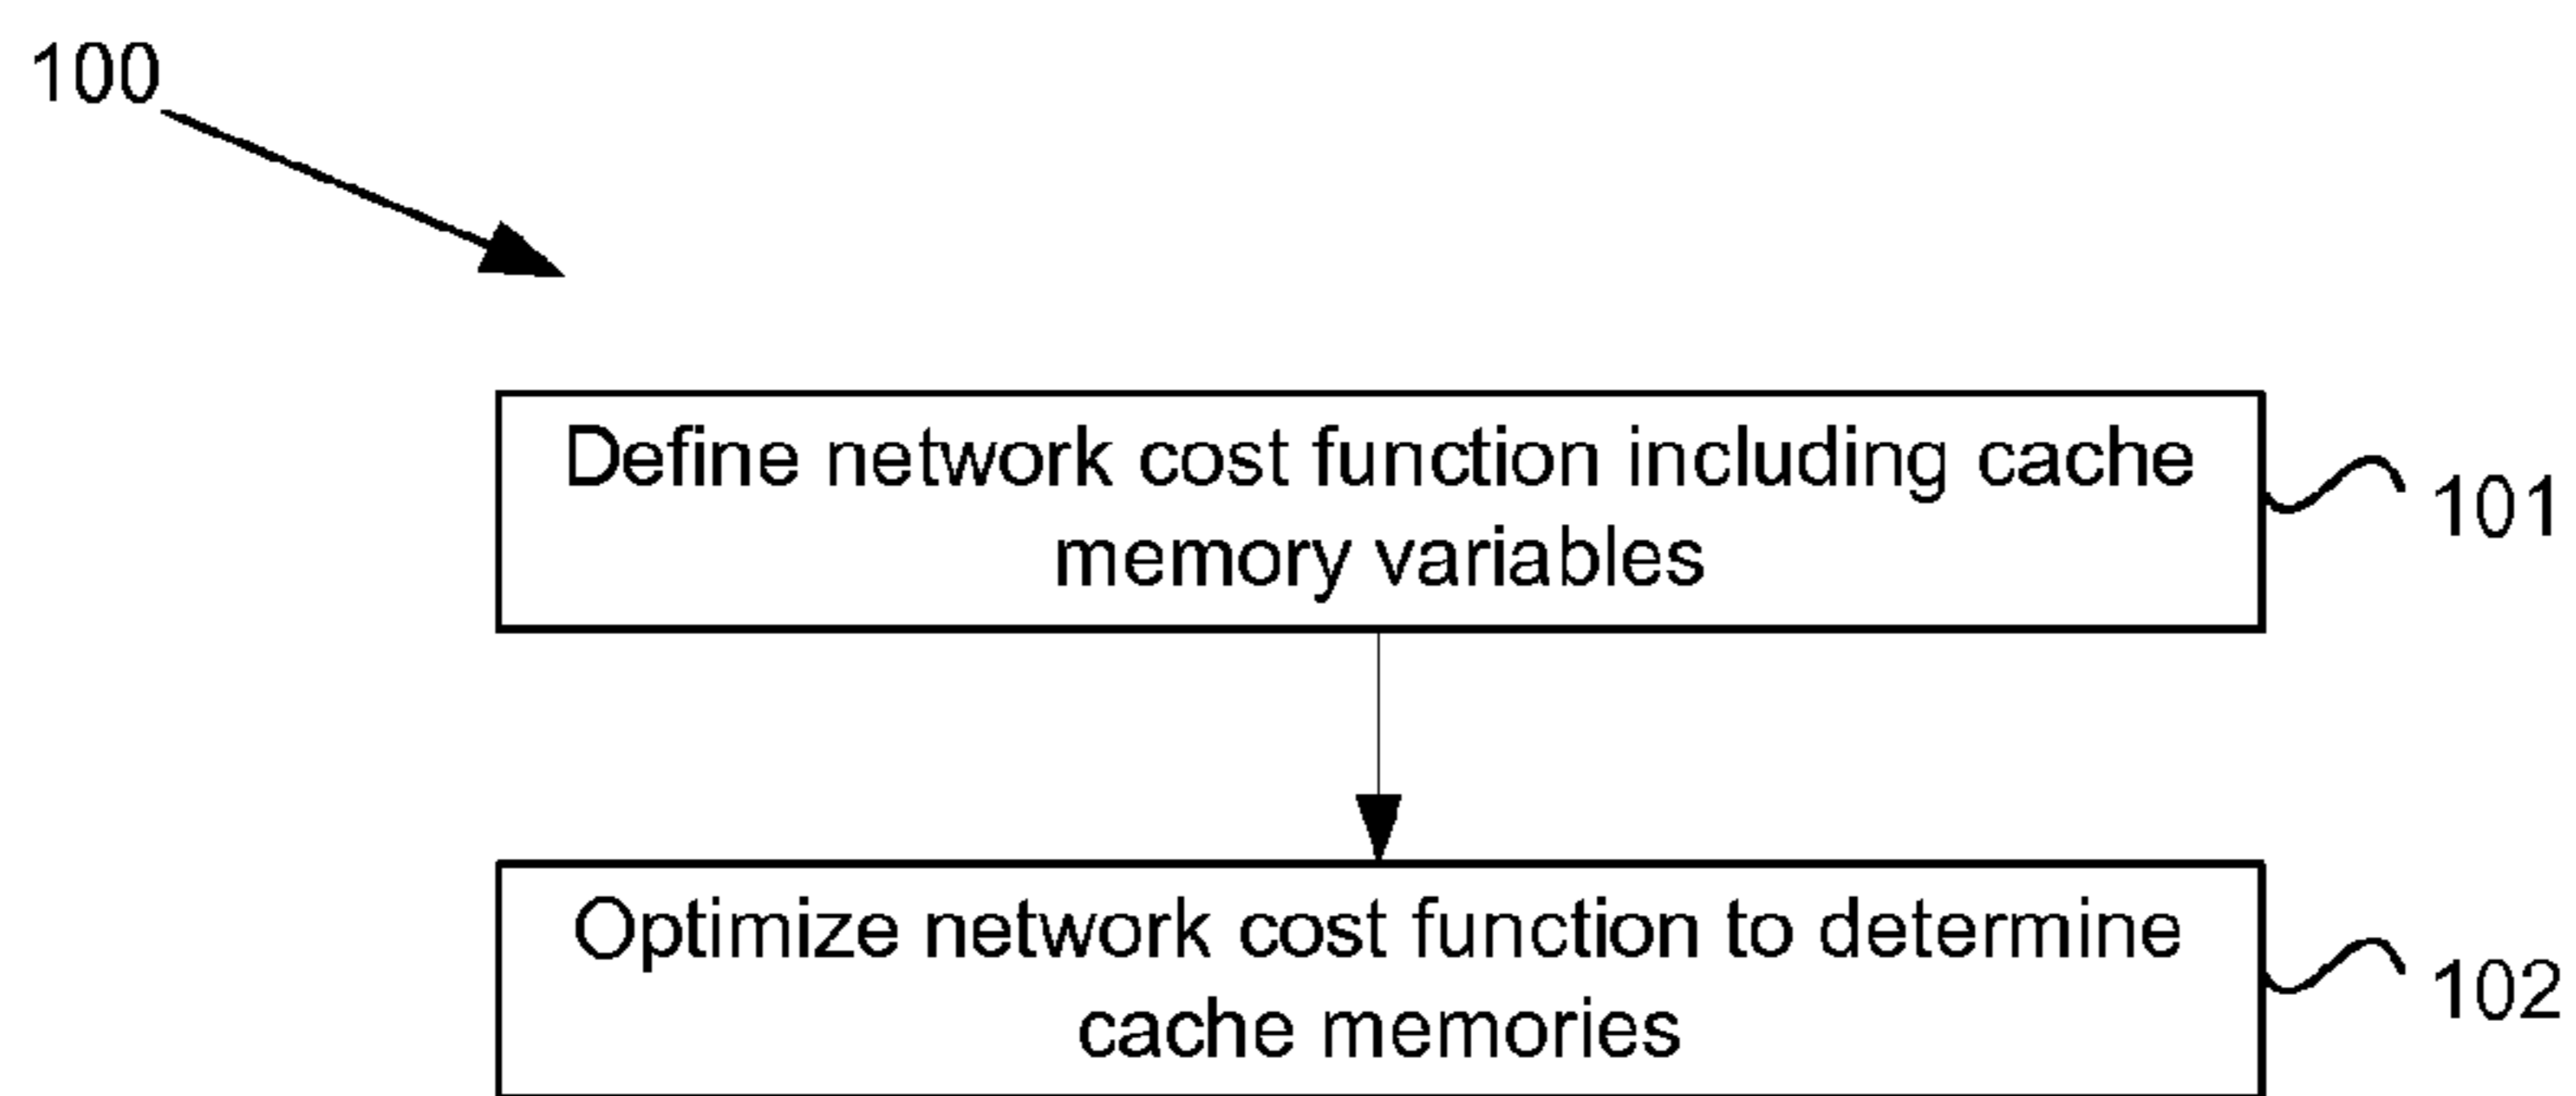 100
Define network cost function including cache
memory variables
101
Optimize network cost function to determine
cache memories
102